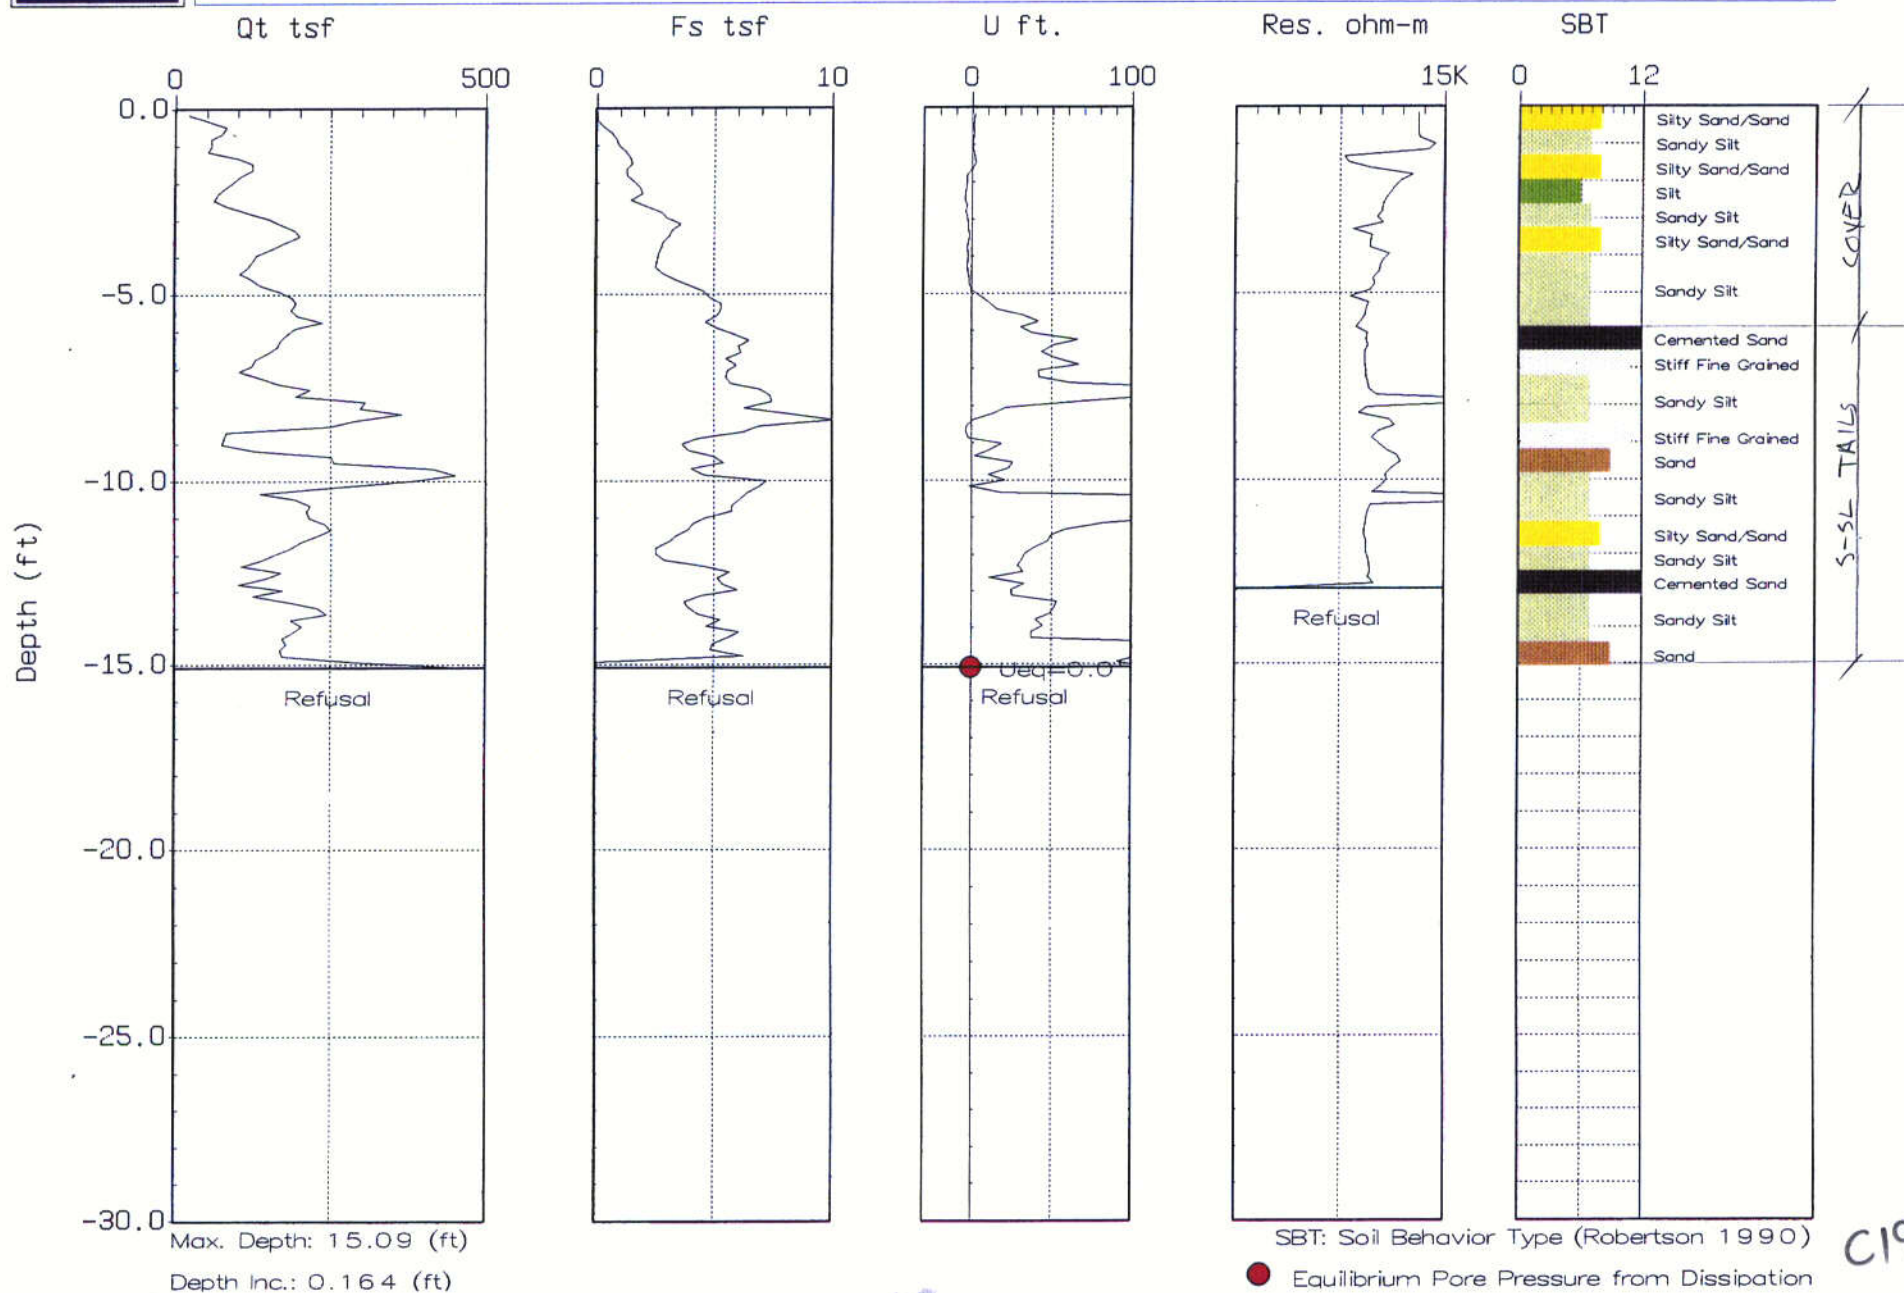 Qt tsf Fs tsf U ft. Res. ohm-m SBT
0 500 0 10 0 100 15K 0 12
0.0
Silty Sand/Sand
Sandy Silt
Silty Sand/Sand
Silt
Sandy Silt
Silty Sand/Sand
COVER
-5.0
Sandy Silt
Cemented Sand
Stiff Fine Grained
Sandy Silt
Stiff Fine Grained
Sand
S-SL TAILS
-10.0
Sandy Silt
Silty Sand/Sand
Sandy Silt
Cemented Sand
Refusal
Sandy Silt
Sand
-15.0
Ueq=0.0
Refusal Refusal Refusal
Depth (ft)
-20.0
-25.0
-30.0
Max. Depth: 15.09 (ft)
Depth Inc.: 0.164 (ft)
SBT: Soil Behavior Type (Robertson 1990)
Equilibrium Pore Pressure from Dissipation